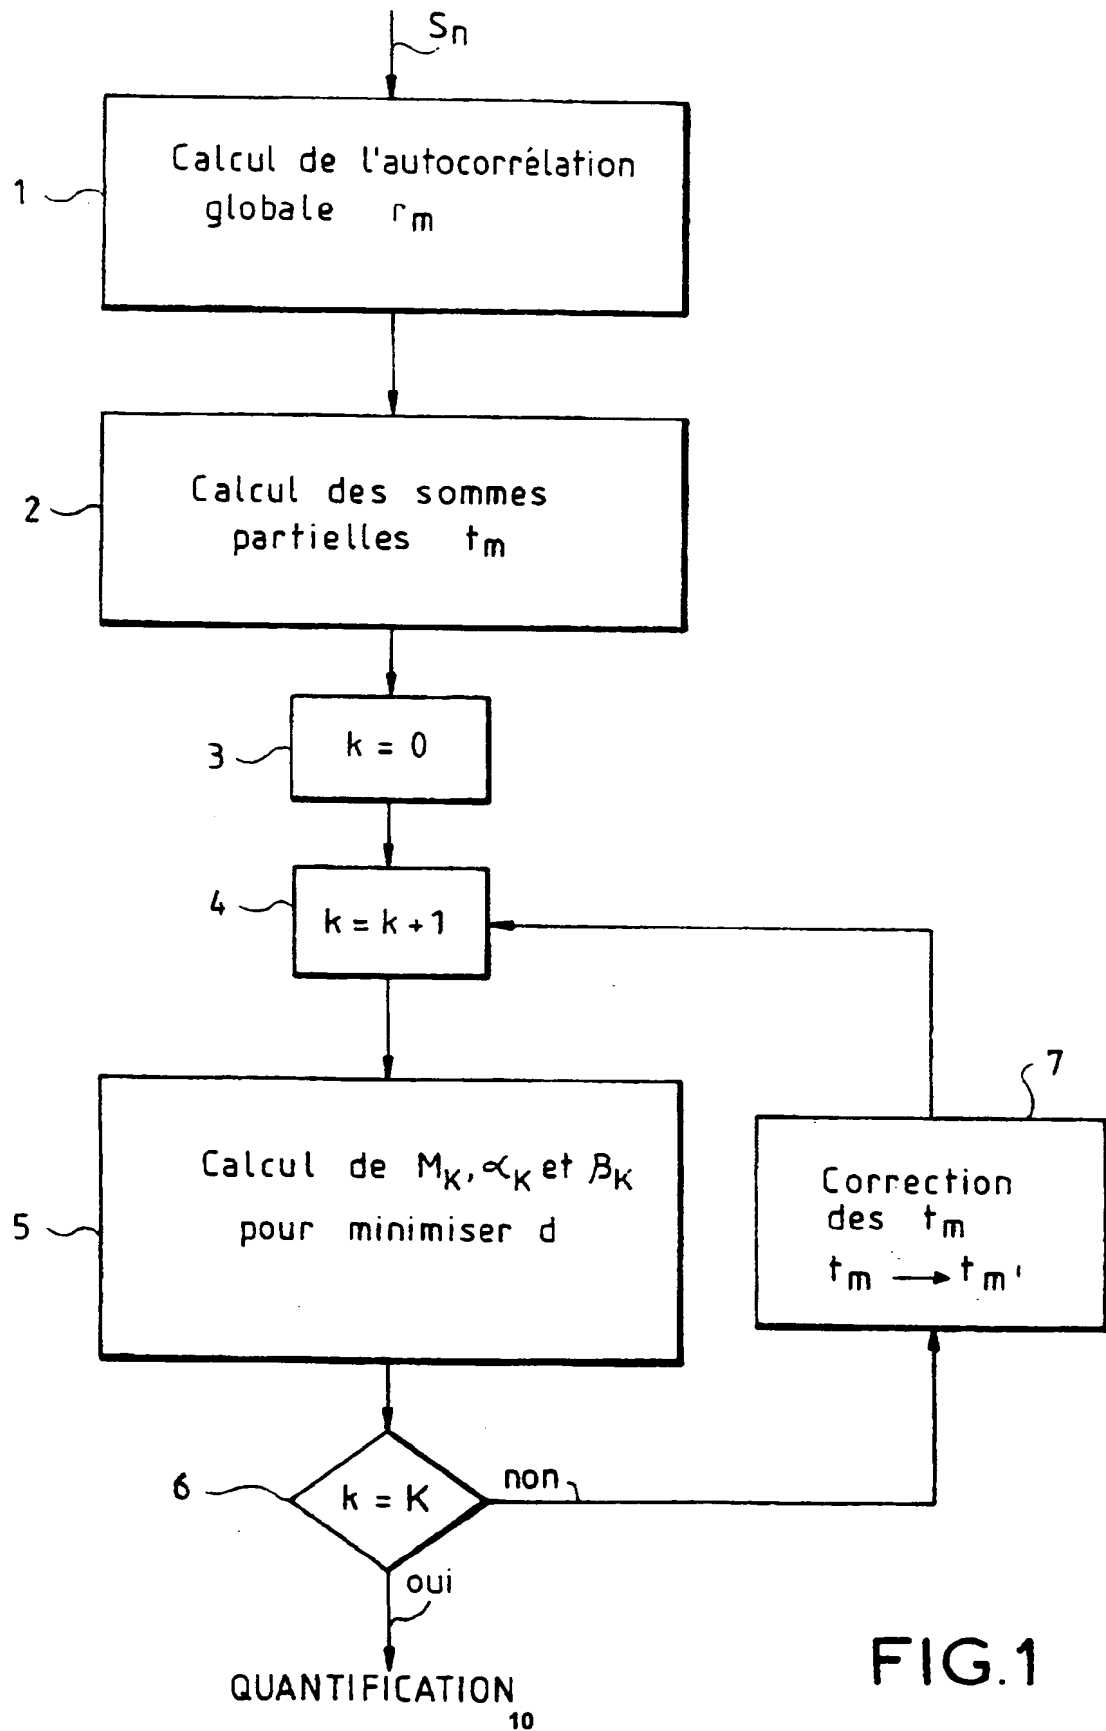 Sn
Calcul de l'autocorrélation
globale rm
1
Calcul des sommes
partielles tm
2
k = 0
3
k = k + 1
4
Calcul de MK, αK et βK
pour minimiser d
5
7
Correction
des tm
tm → tm'
k = K
6
non
oui
QUANTIFICATION
10
FIG.1